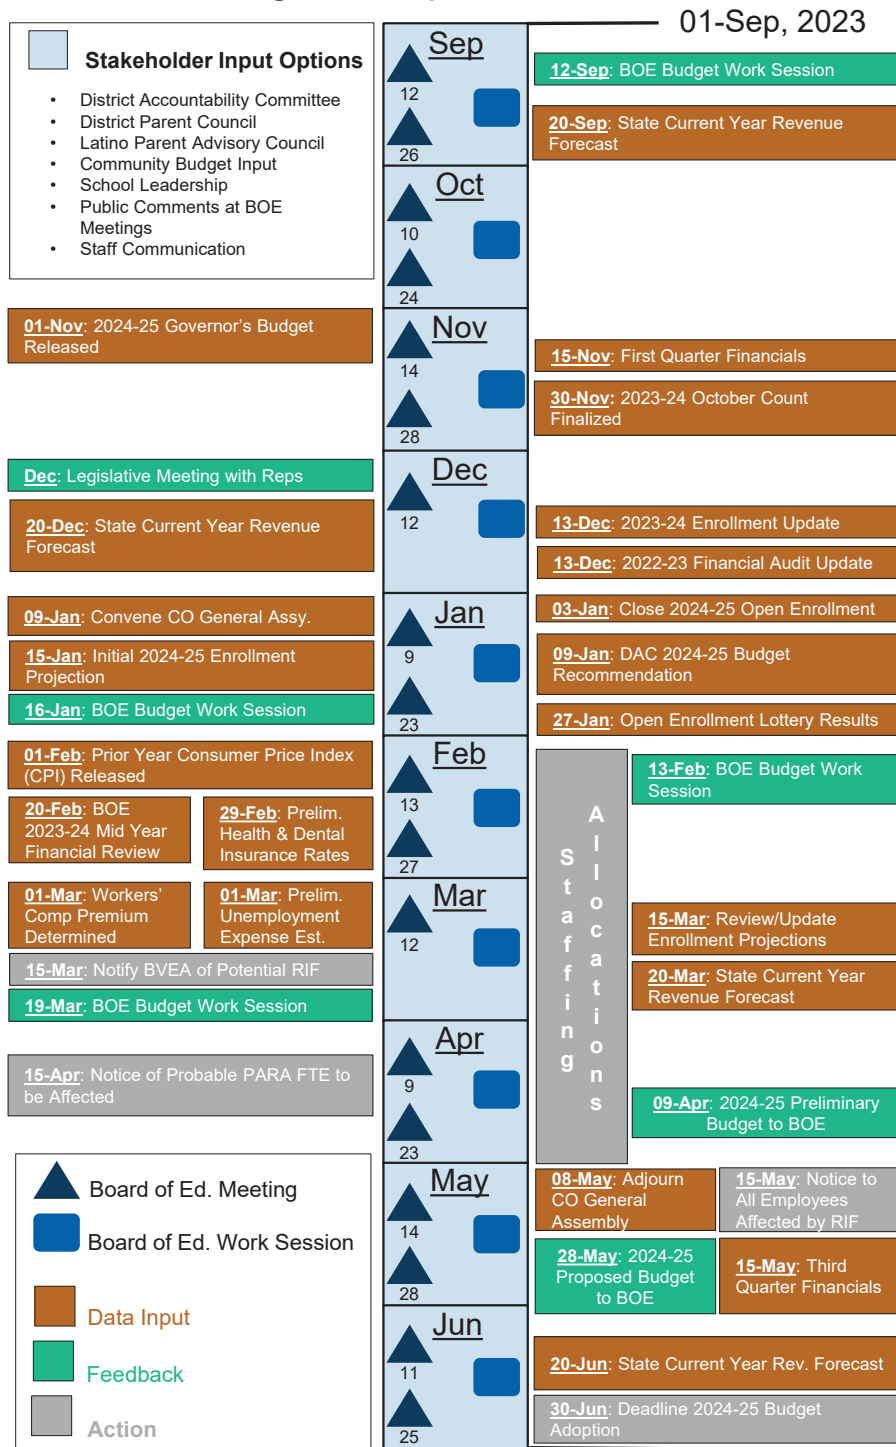 01-Sep, 2023
Stakeholder Input Options
• District Accountability Committee
• District Parent Council
• Latino Parent Advisory Council
• Community Budget Input
• School Leadership
• Public Comments at BOE
Meetings
• Staff Communication
Sep
12
26
12-Sep: BOE Budget Work Session
20-Sep: State Current Year Revenue
Forecast
Oct
10
24
01-Nov: 2024-25 Governor's Budget
Released
Nov
14
28
15-Nov: First Quarter Financials
30-Nov: 2023-24 October Count
Finalized
Dec: Legislative Meeting with Reps
20-Dec: State Current Year Revenue
Forecast
Dec
12
13-Dec: 2023-24 Enrollment Update
13-Dec: 2022-23 Financial Audit Update
09-Jan: Convene CO General Assy.
15-Jan: Initial 2024-25 Enrollment
Projection
16-Jan: BOE Budget Work Session
Jan
9
23
03-Jan: Close 2024-25 Open Enrollment
09-Jan: DAC 2024-25 Budget
Recommendation
27-Jan: Open Enrollment Lottery Results
01-Feb: Prior Year Consumer Price Index
(CPI) Released
20-Feb: BOE
2023-24 Mid Year
Financial Review
29-Feb: Prelim.
Health & Dental
Insurance Rates
Feb
13
27
Staffing
Allocations
13-Feb: BOE Budget Work
Session
01-Mar: Workers'
Comp Premium
Determined
01-Mar: Prelim.
Unemployment
Expense Est.
15-Mar: Notify BVEA of Potential RIF
19-Mar: BOE Budget Work Session
Mar
12
15-Mar: Review/Update
Enrollment Projections
20-Mar: State Current Year
Revenue Forecast
15-Apr: Notice of Probable PARA FTE to
be Affected
Apr
9
23
09-Apr: 2024-25 Preliminary
Budget to BOE
May
14
28
08-May: Adjourn
CO General
Assembly
15-May: Notice to
All Employees
Affected by RIF
28-May: 2024-25
Proposed Budget
to BOE
15-May: Third
Quarter Financials
Jun
11
25
20-Jun: State Current Year Rev. Forecast
30-Jun: Deadline 2024-25 Budget
Adoption
Board of Ed. Meeting
Board of Ed. Work Session
Data Input
Feedback
Action